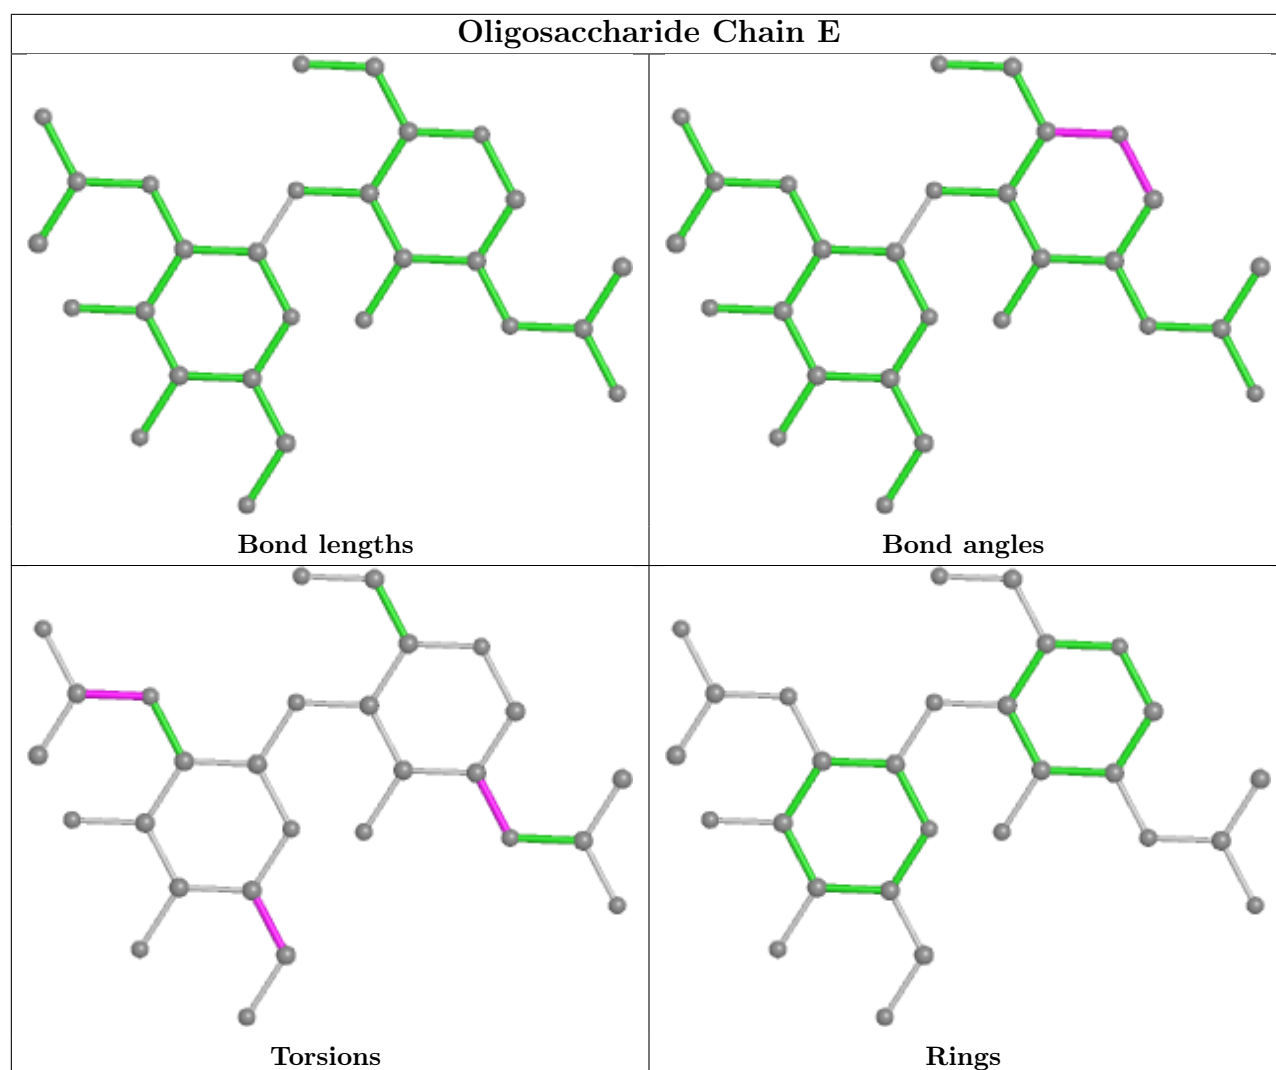 Oligosaccharide Chain E
Bond lengths
Bond angles
Torsions
Rings